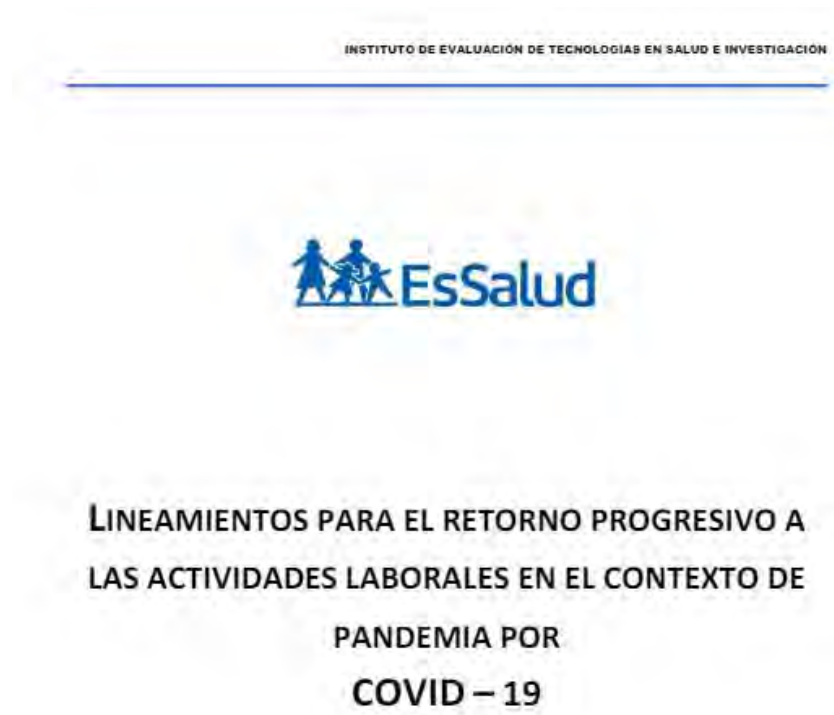 INSTITUTO DE EVALUACIÓN DE TECNOLOGIAS EN SALUD E INVESTIGACIÓN
EsSalud
LINEAMIENTOS PARA EL RETORNO PROGRESIVO A
LAS ACTIVIDADES LABORALES EN EL CONTEXTO DE
PANDEMIA POR
COVID – 19